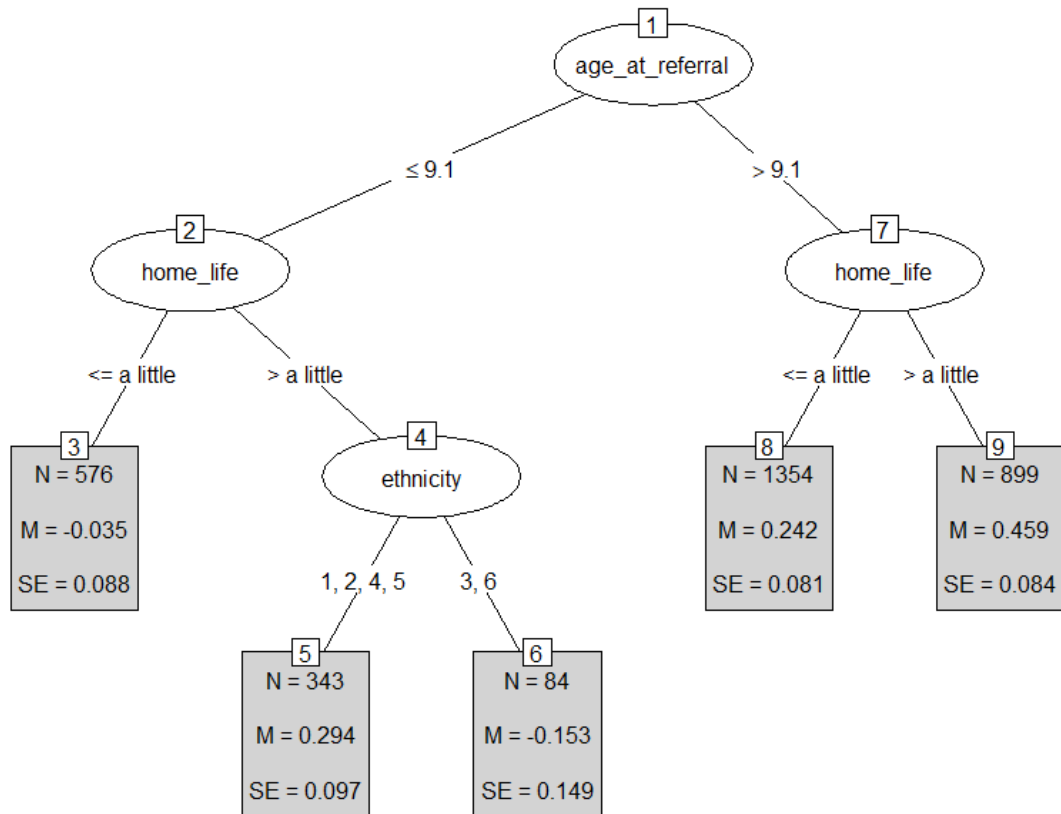 1
age_at_referral
≤ 9.1
> 9.1
2
home_life
7
home_life
<= a little
> a little
<= a little
> a little
3
N = 576
M = -0.035
SE = 0.088
4
ethnicity
8
N = 1354
M = 0.242
SE = 0.081
9
N = 899
M = 0.459
SE = 0.084
1, 2, 4, 5
3, 6
5
N = 343
M = 0.294
SE = 0.097
6
N = 84
M = -0.153
SE = 0.149